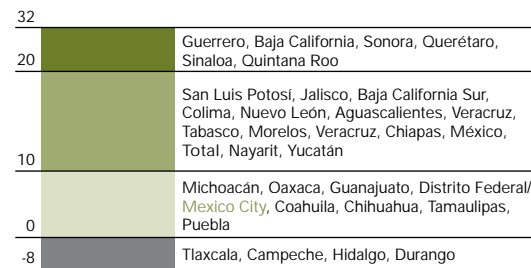 32
Guerrero, Baja California, Sonora, Querétaro,
Sinaloa, Quintana Roo
20
San Luis Potosí, Jalisco, Baja California Sur,
Colima, Nuevo León, Aguascalientes, Veracruz,
Tabasco, Morelos, Veracruz, Chiapas, México,
Total, Nayarit, Yucatán
10
Michoacán, Oaxaca, Guanajuato, Distrito Federal/
Mexico City, Coahuila, Chihuahua, Tamaulipas,
Puebla
0
Tlaxcala, Campeche, Hidalgo, Durango
-8